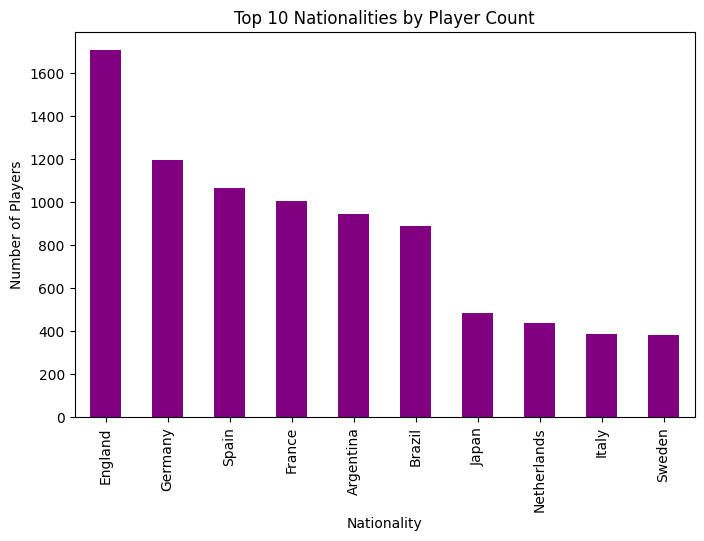 Top 10 Nationalities by Player Count
Number of Players
1600
1400
1200
1000
800
600
400
200
0
England
Germany
Spain
France
Argentina
Brazil
Japan
Netherlands
Italy
Sweden
Nationality